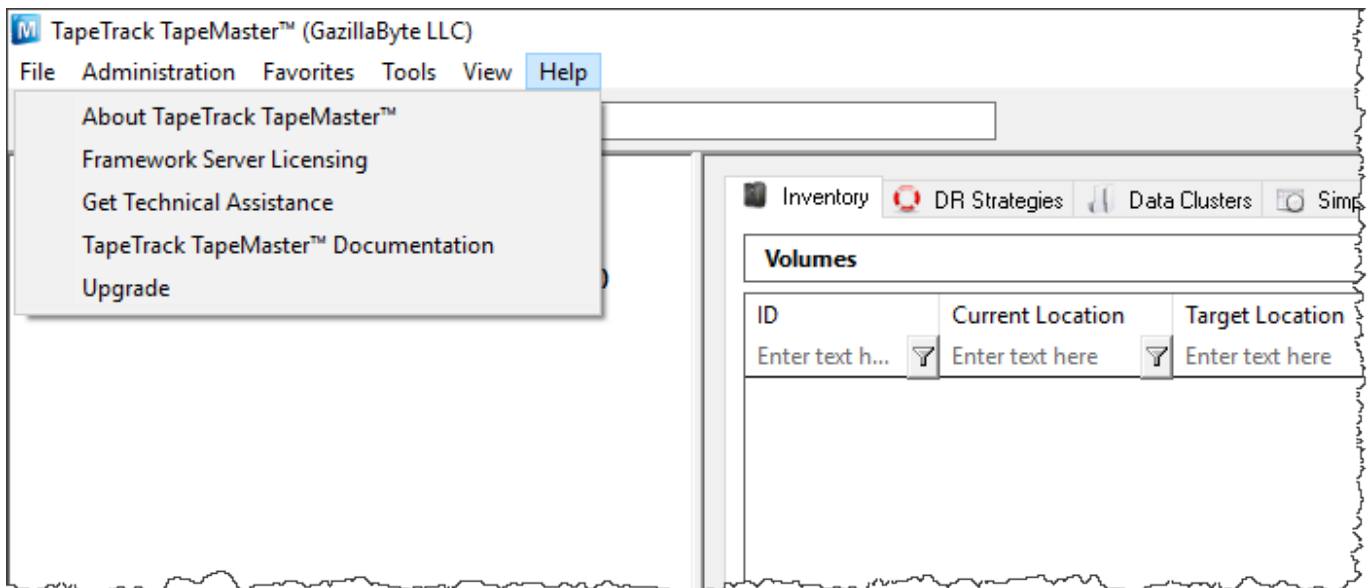 M TapeTrack TapeMaster™ (GazillaByte LLC)
File Administration Favorites Tools View Help
About TapeTrack TapeMaster™
Framework Server Licensing
Get Technical Assistance
TapeTrack TapeMaster™ Documentation
Upgrade
)
Inventory DR Strategies Data Clusters
Volumes
ID Current Location Target Location
Enter text h... Enter text here Enter text here